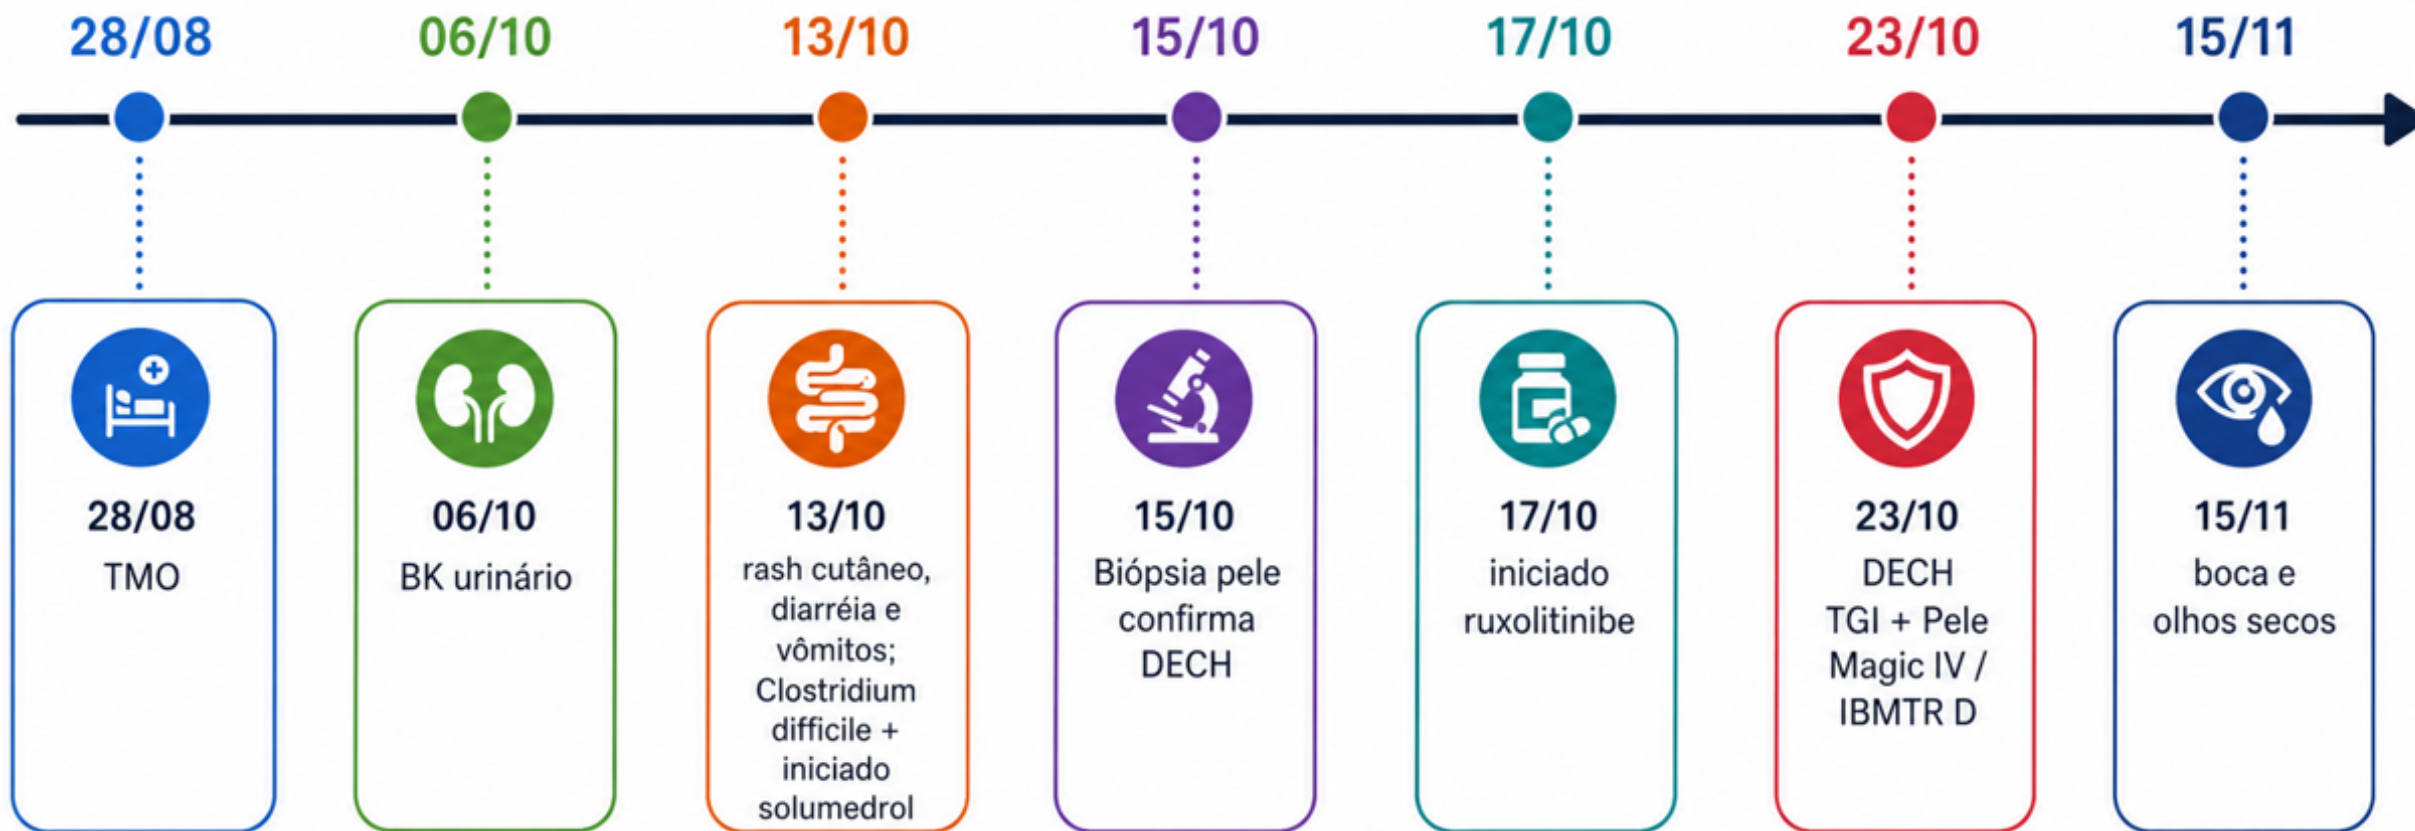 28/08
06/10
13/10
15/10
17/10
23/10
15/11
28/08
TMO
06/10
BK urinário
13/10
rash cutâneo,
diarréia e
vômitos;
Clostridium
difficile +
iniciado
solumedrol
15/10
Biópsia pele
confirma
DECH
17/10
iniciado
ruxolitinibe
23/10
DECH
TGI + Pele
Magic IV /
IBMTR D
15/11
boca e
olhos secos